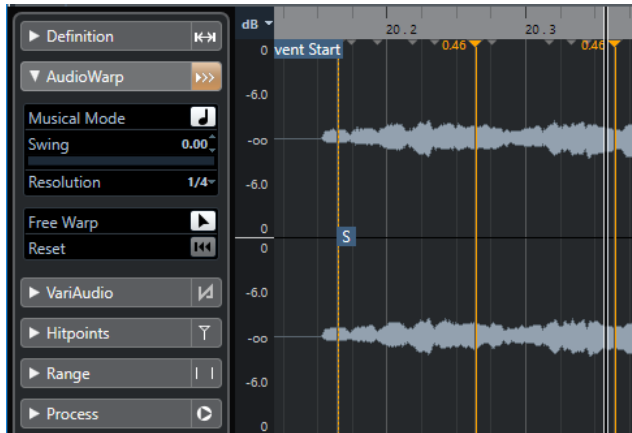 Definition
AudioWarp
Musical Mode
Swing 0.00
Resolution 1/4
Free Warp
Reset
VariAudio
Hitpoints
Range
Process
dB
20.2 20.3
0
vent Start 0.46 0.46
-6.0
-oo
-6.0
0
S
0
-6.0
-oo
-6.0
0